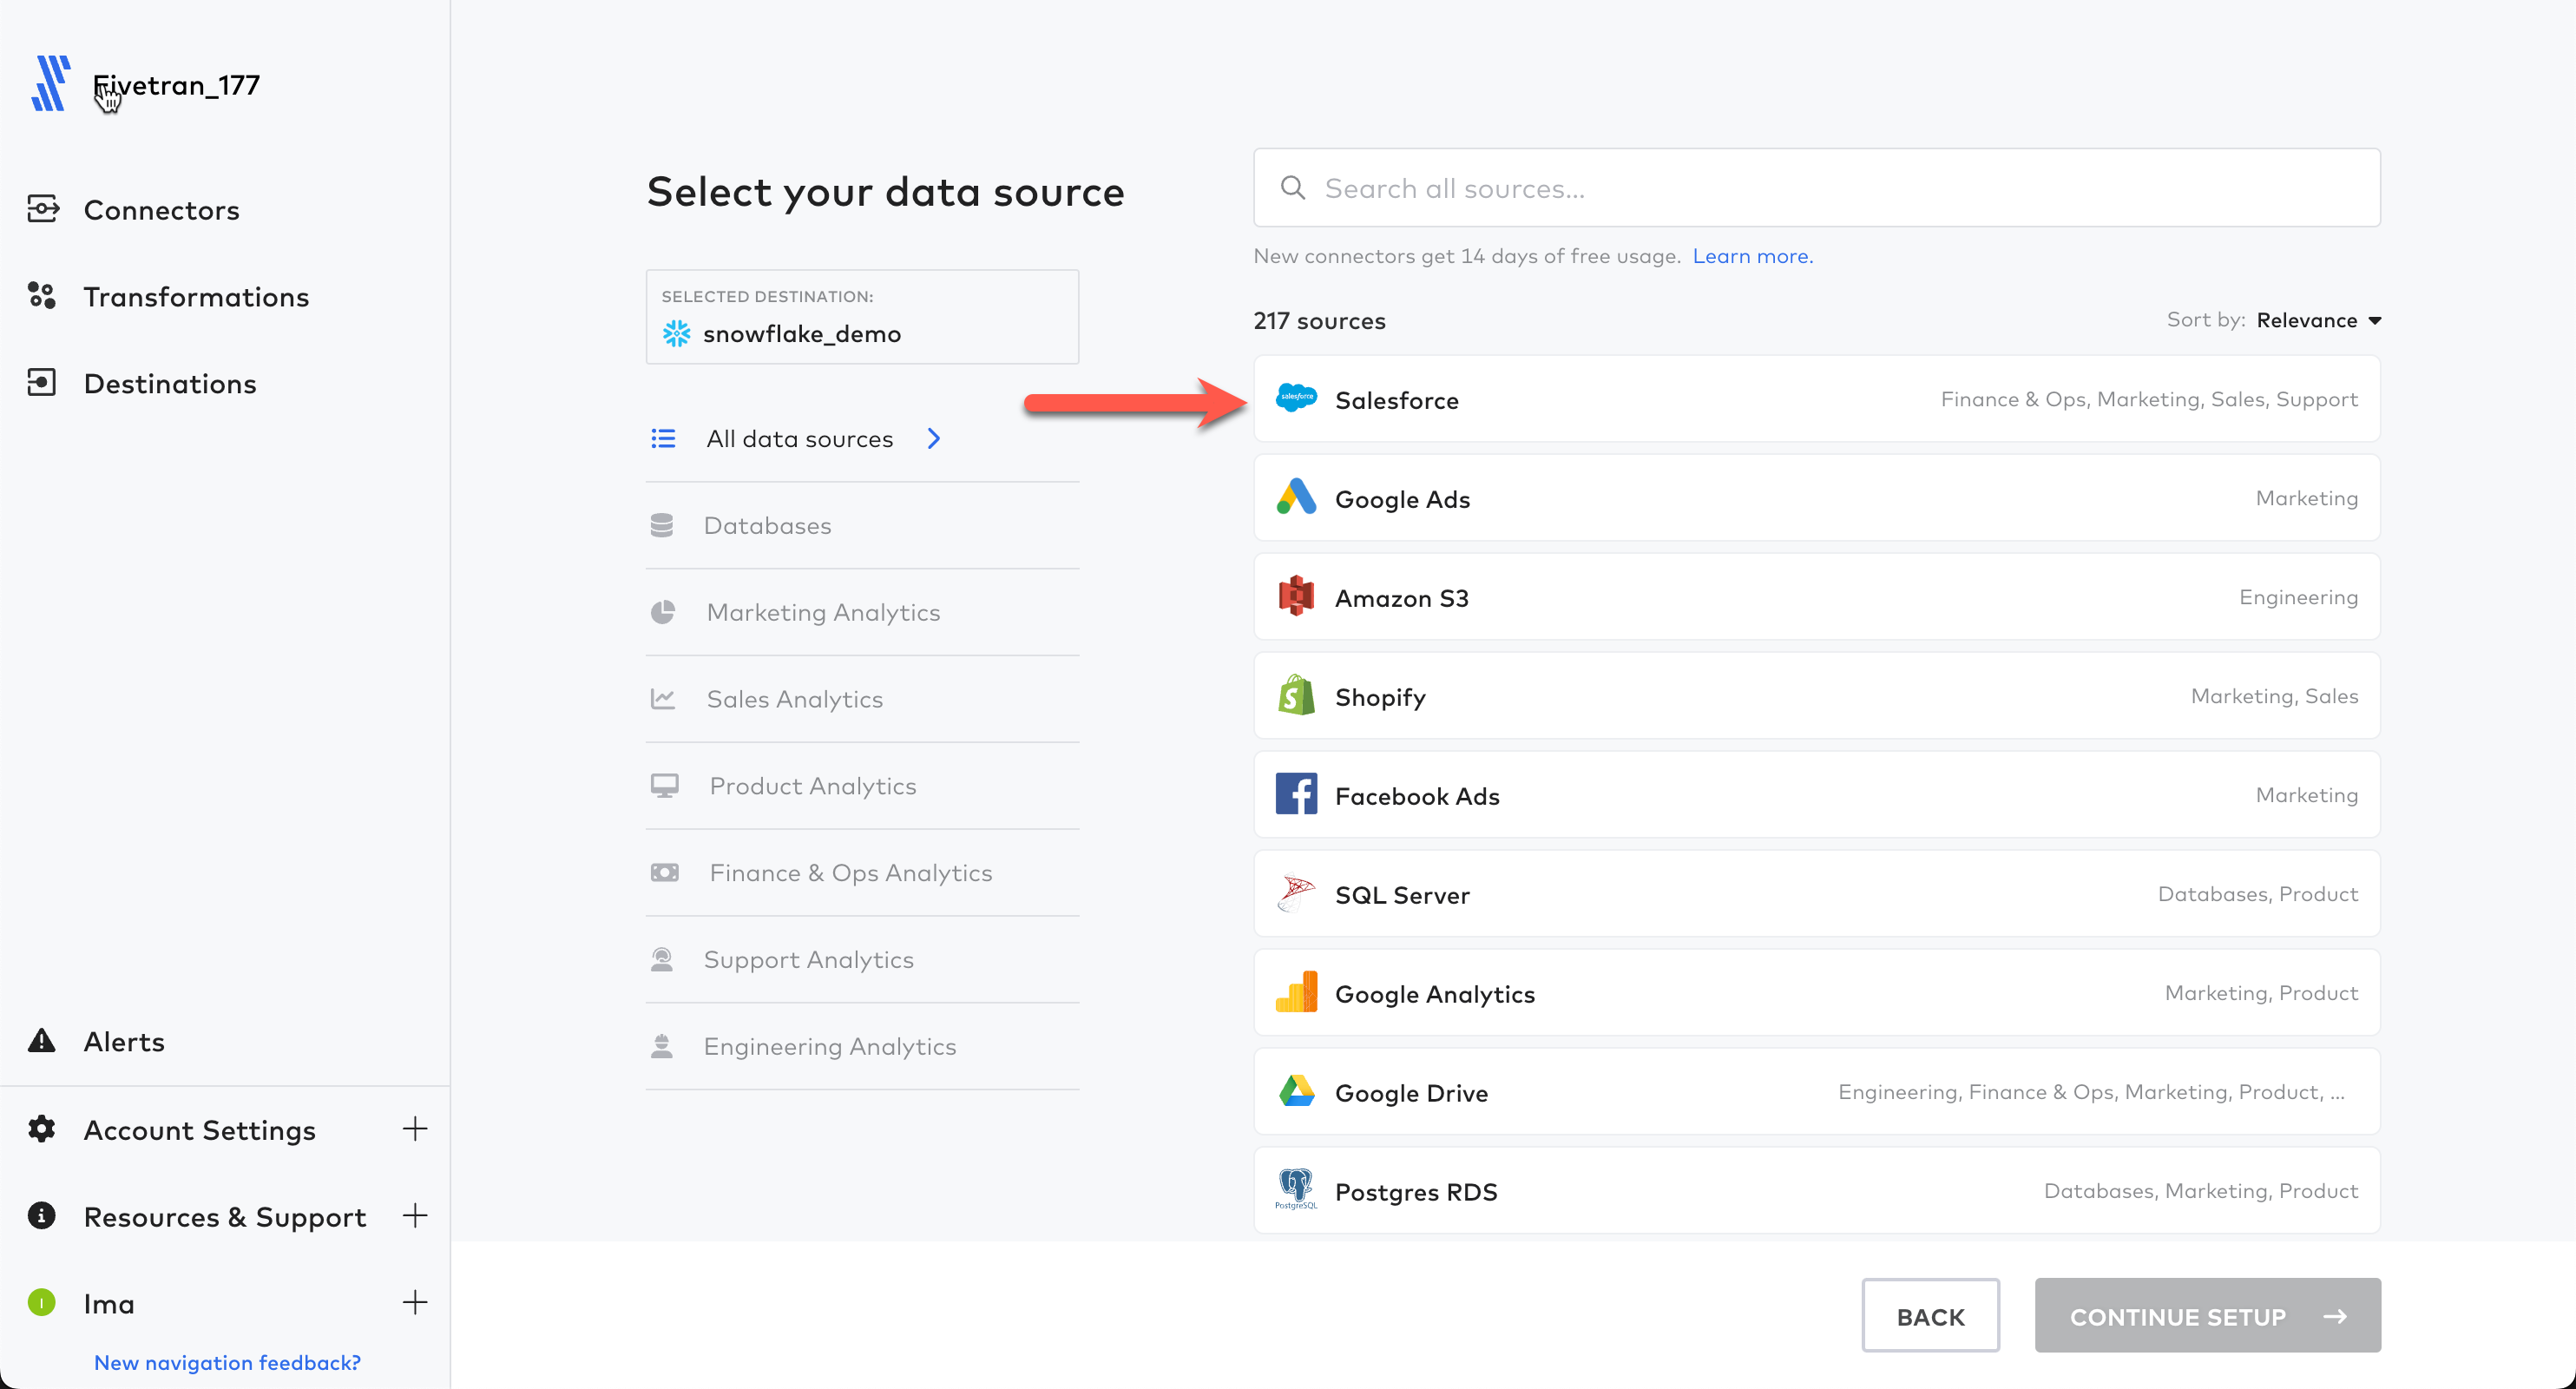 Fivetran_177
Connectors
Transformations
Destinations
Alerts
Account Settings
Resources & Support
I
Ima
New navigation feedback?
Select your data source
SELECTED DESTINATION:
snowflake_demo
All data sources
Databases
Marketing Analytics
Sales Analytics
Product Analytics
Finance & Ops Analytics
Support Analytics
Engineering Analytics
Search all sources...
New connectors get 14 days of free usage. Learn more.
217 sources
Sort by: Relevance
salesforce Salesforce Finance & Ops, Marketing, Sales, Support
Google Ads Marketing
Amazon S3 Engineering
Shopify Marketing, Sales
Facebook Ads Marketing
SQL Server Databases, Product
Google Analytics Marketing, Product
Google Drive Engineering, Finance & Ops, Marketing, Product, ...
PostgreSQL Postgres RDS Databases, Marketing, Product
BACK
CONTINUE SETUP